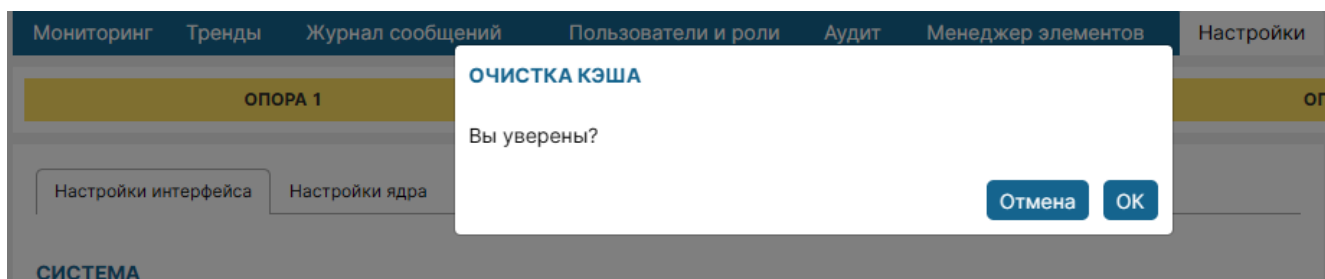 Мониторинг Тренды Журнал сообщений Пользователи и роли Аудит Менеджер элементов Настройки
ОПОРА 1
ОЧИСТКА КЭША
Вы уверены?
Настройки интерфейса Настройки ядра
Отмена OK
СИСТЕМА